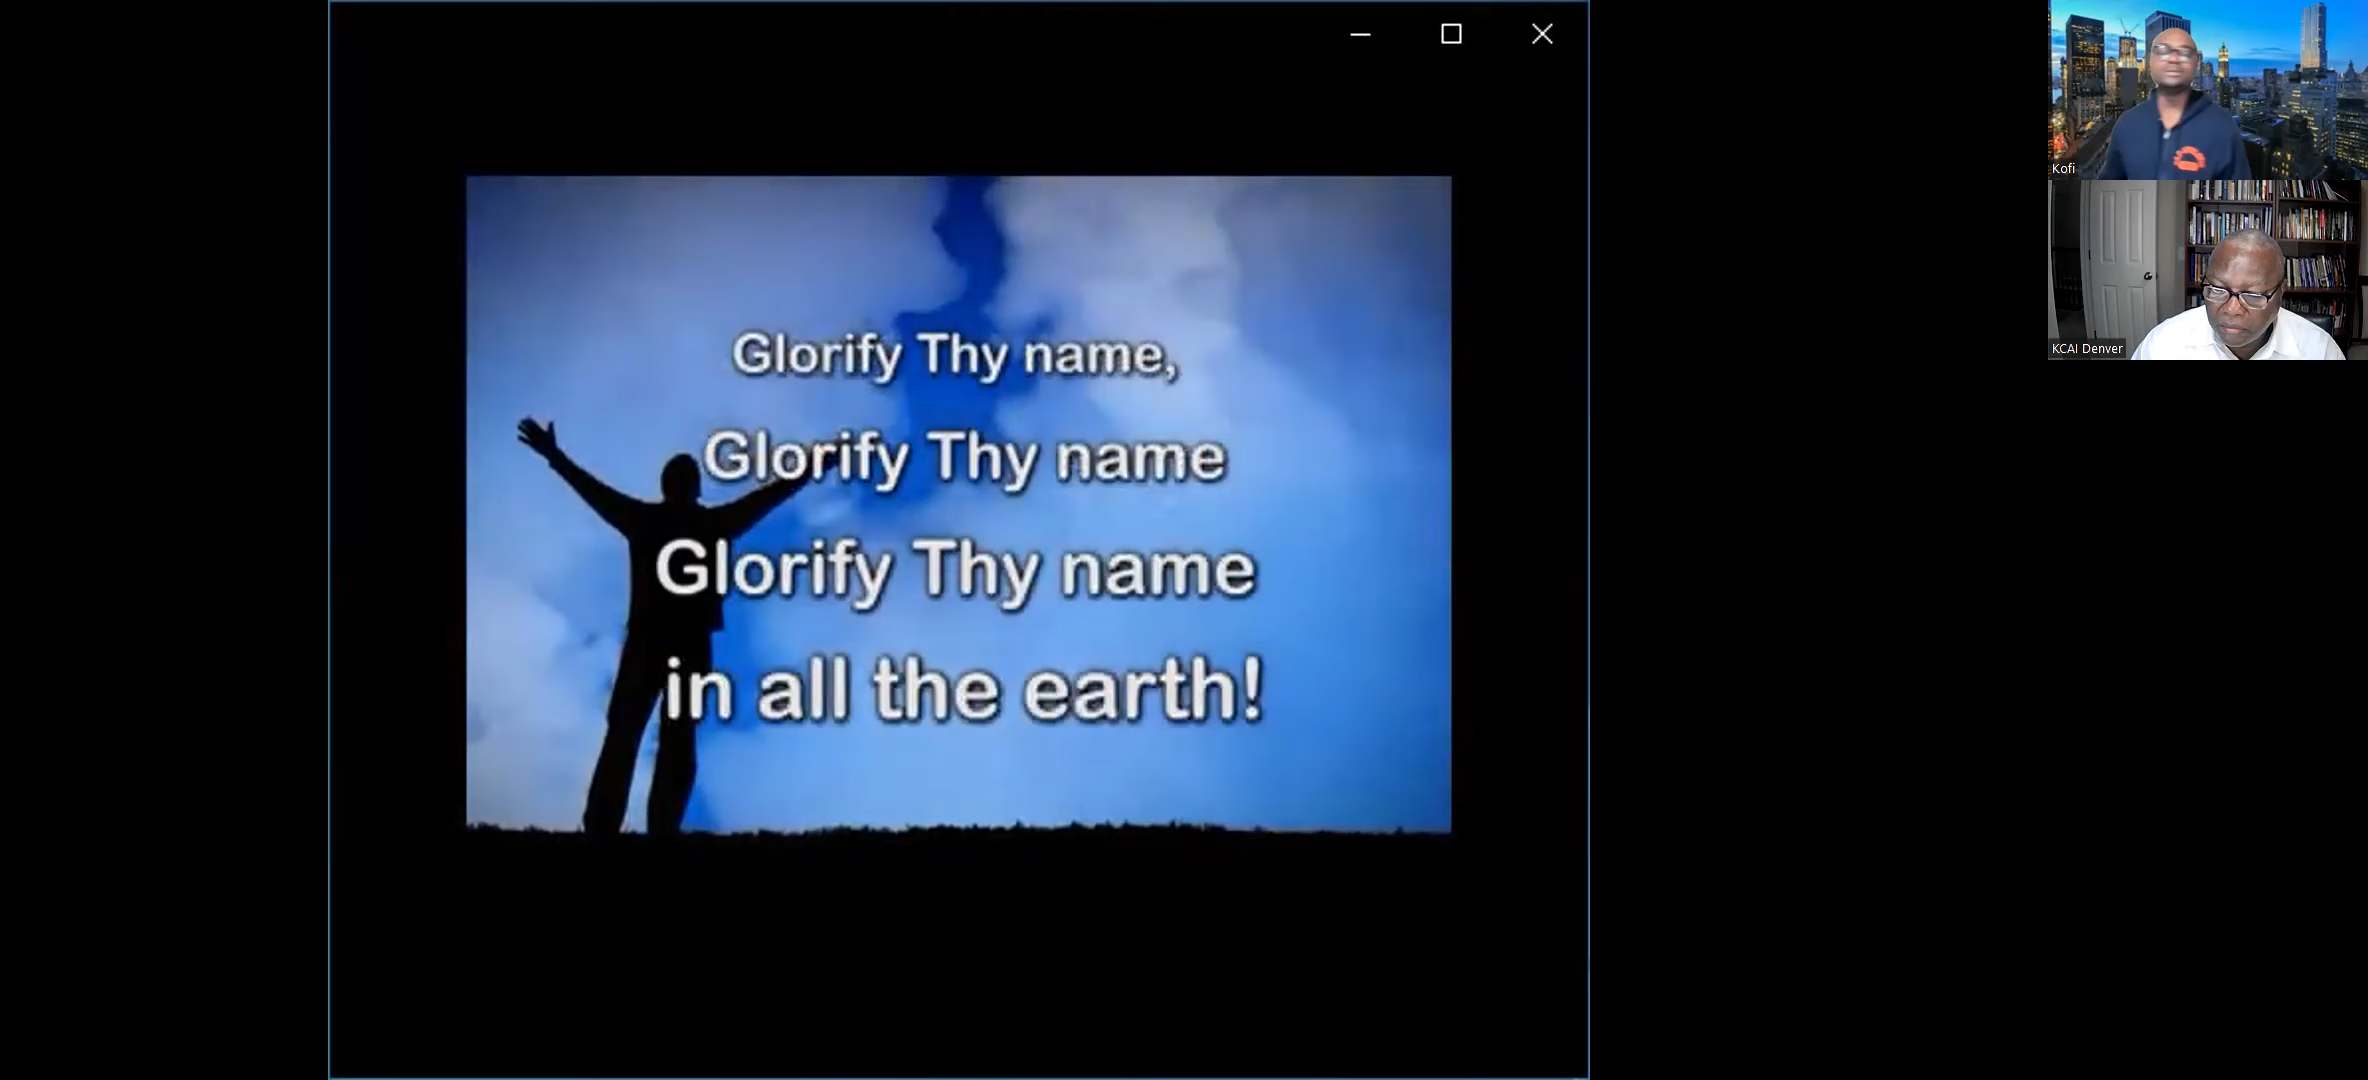 Glorify Thy name,
Glorify Thy name
Glorify Thy name
in all the earth!
Kofi
KCAI Denver